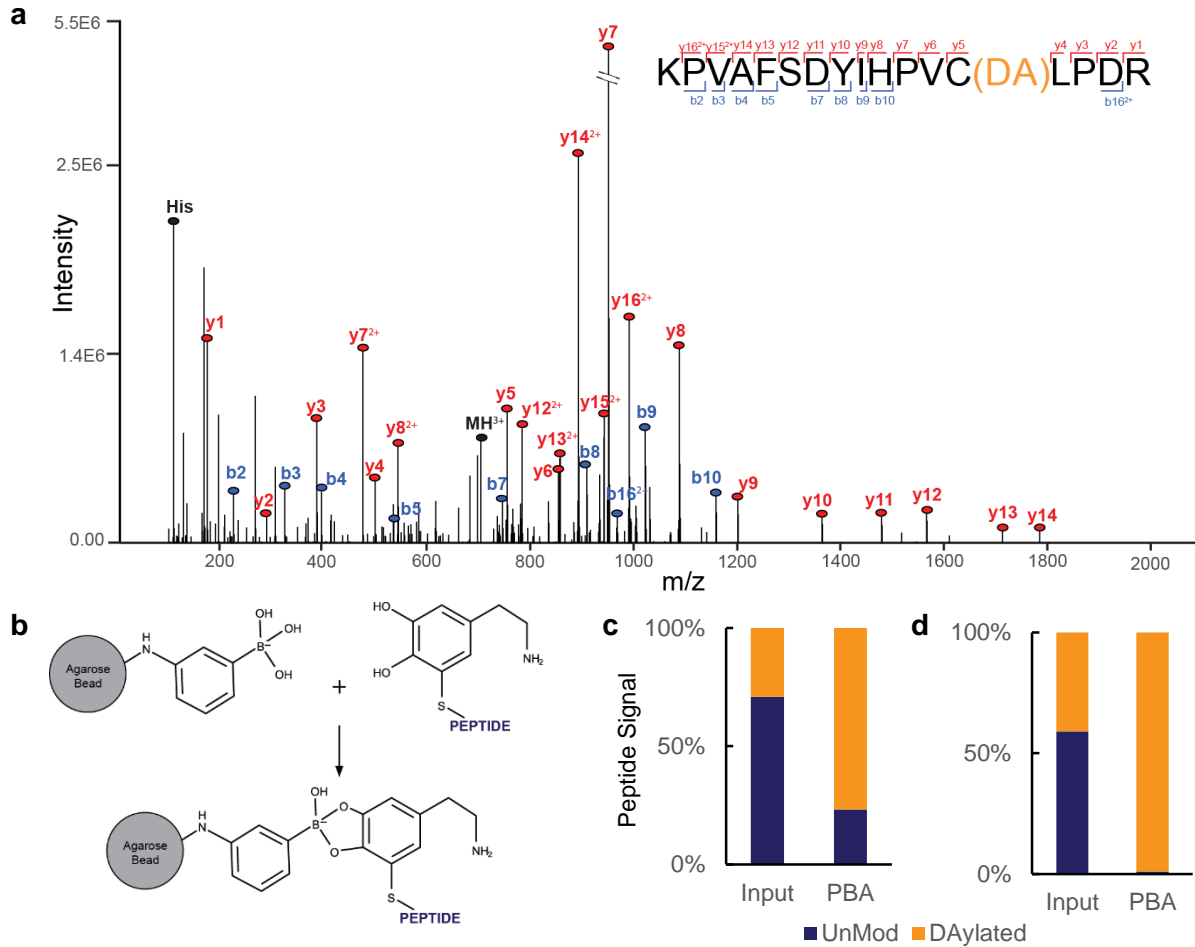 a
5.5E6
2.5E6
1.4E6
0.00
Intensity
His
y1
b2
y2
b3
y3
b4
y7²⁺
y4
b5
y8²⁺
MH³⁺
y5
b7
y12²⁺
y6
y13²⁺
y14²⁺
b8
y15²⁺
y7
b16²⁺
y16²⁺
b9
y8
b10
y9
y10
y11
y12
y13
y14
200 400 600 800 1000 1200 1400 1600 1800 2000
m/z
y16²⁺ y15²⁺ y14 y13 y12 y11 y10 y9 y8 y7 y6 y5 y4 y3 y2 y1
KPVAFSDYIHPVC(DA)LPDR
b2 b3 b4 b5 b7 b8 b9 b10 b16²⁺
b
Agarose
Bead
H
N
OH
B⁻
OH
OH
+
HO
HO
NH₂
S
PEPTIDE
Agarose
Bead
H
N
OH
B⁻
O
O
NH₂
S
PEPTIDE
c
Peptide Signal
100%
50%
0%
Input PBA
d
100%
50%
0%
Input PBA
UnMod DAylated